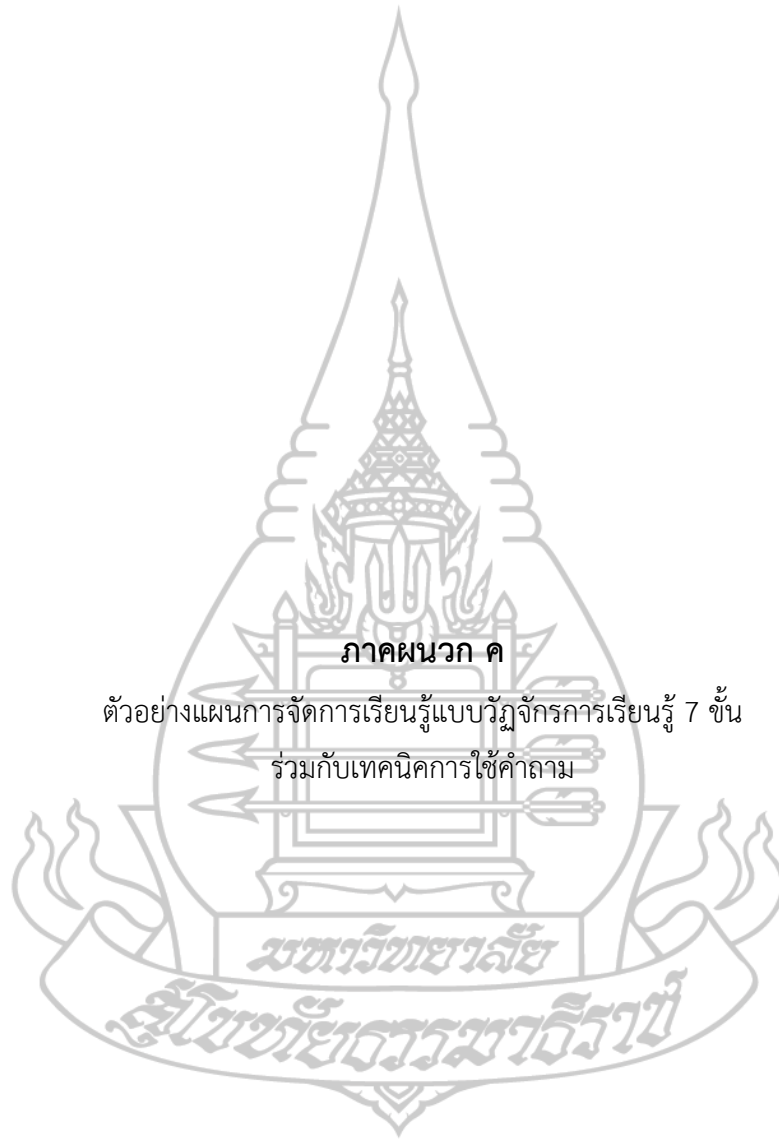 ภาคผนวก ค
ตัวอย่างแผนการจัดการเรียนรู้แบบวัฏจักรการเรียนรู้ 7 ขั้น
ร่วมกับเทคนิคการใช้คำถาม
มหาวิทยาลัย
สุโขทัยธรรมาธิราช